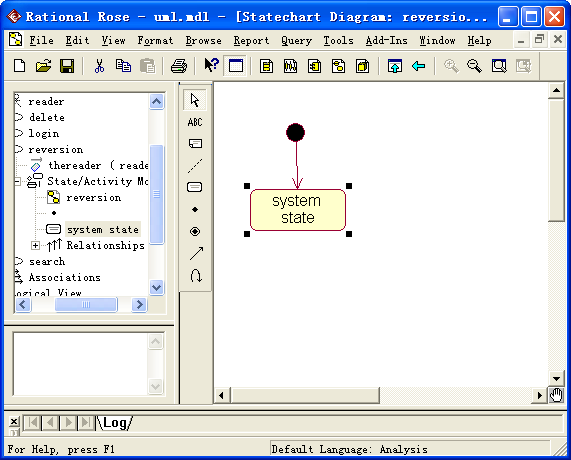 Rational Rose - uml.mdl - [Statechart Diagram: reversio...
File Edit View Format Browse Report Query Tools Add-Ins Window Help
reader
delete
login
reversion
thereader ( reade
State/Activity Mo
reversion
system state
Relationships
search
Associations
ogical View
ABC
system
state
Log
For Help, press F1
Default Language: Analysis